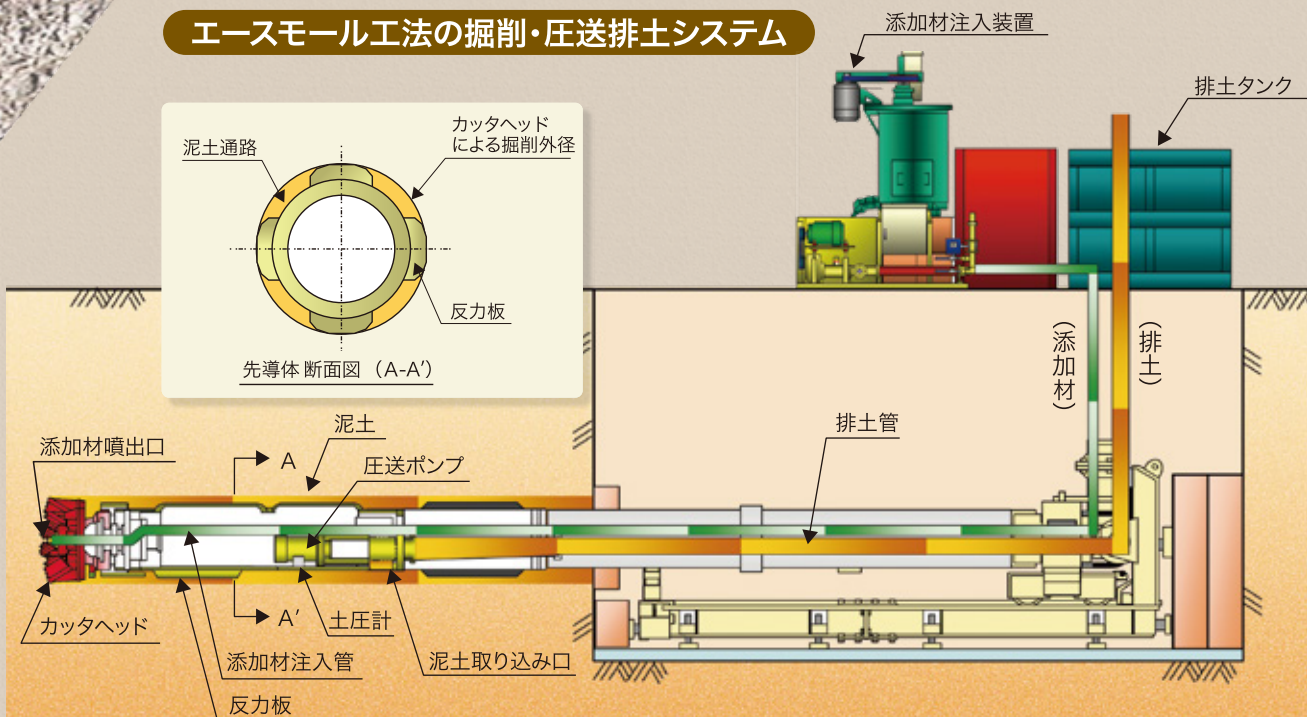 エースモール工法の掘削・圧送排土システム
添加材注入装置
排土タンク
泥土通路
カッタヘッド
による掘削外径
反力板
先導体 断面図 (A-A')
(添加材)
(排土)
添加材噴出口
A
泥土
圧送ポンプ
排土管
カッタヘッド
A'
土圧計
添加材注入管
泥土取り込み口
反力板